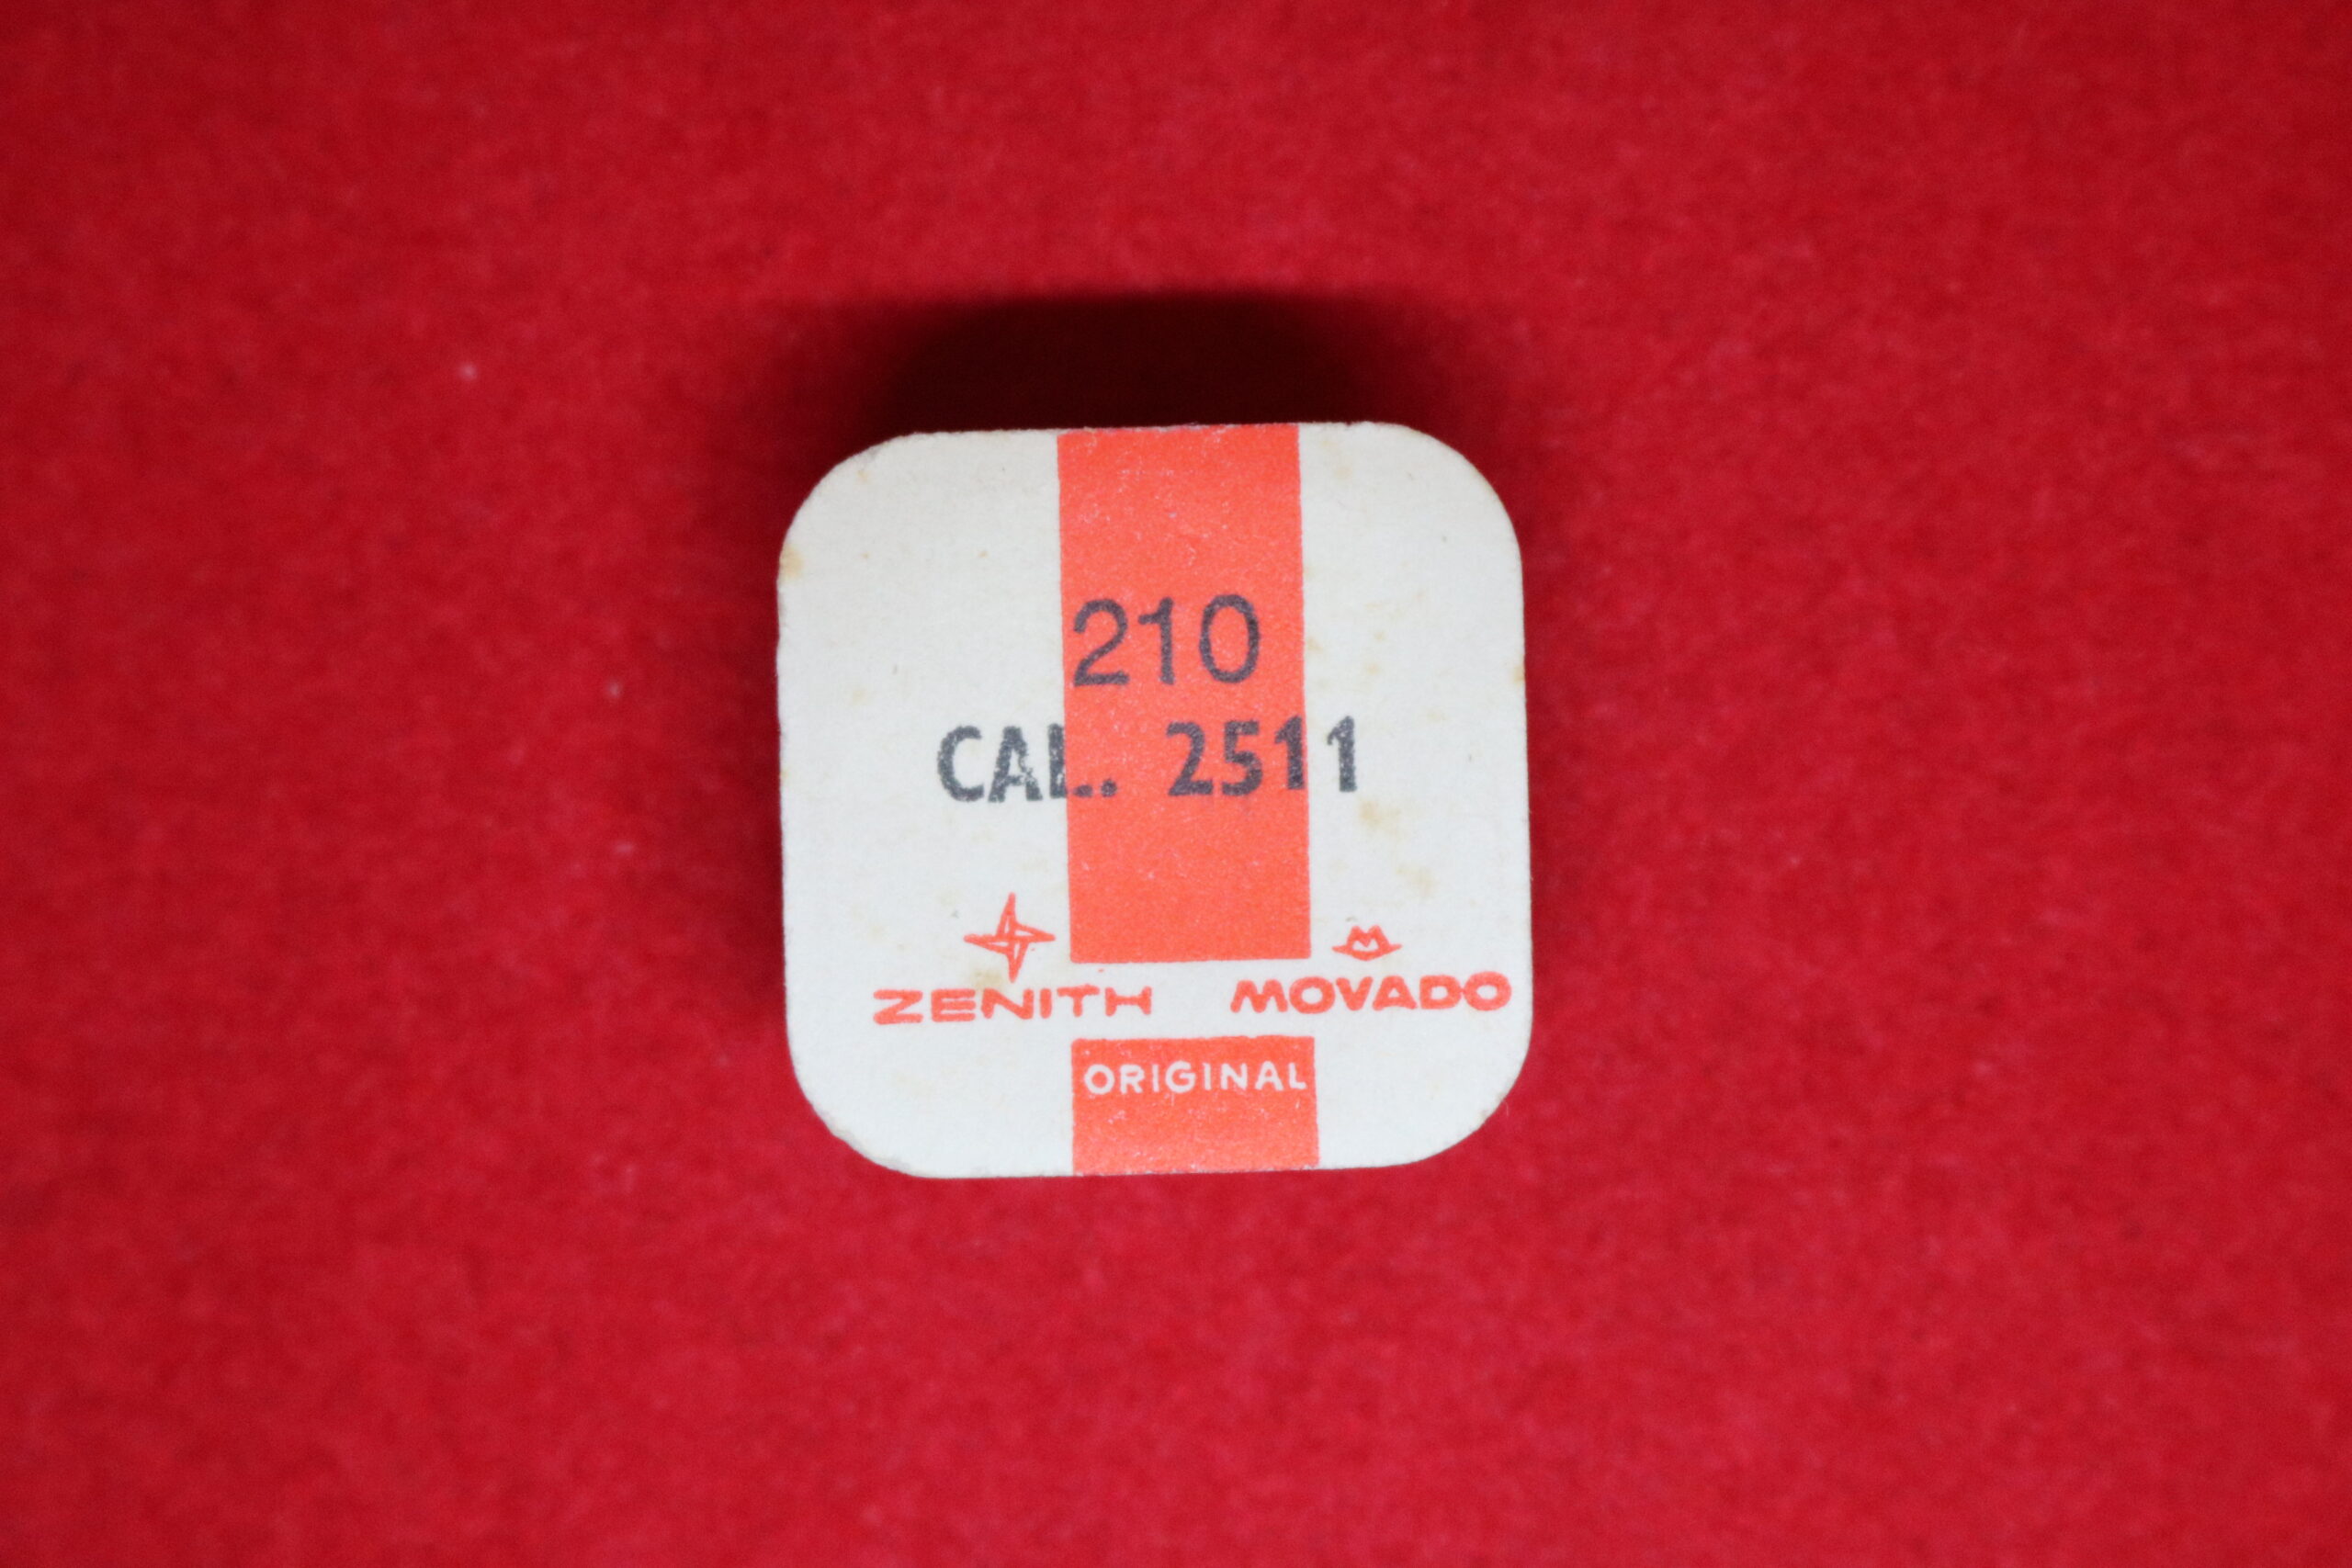 210
CAL. 2511
ZENITH MOVADO
ORIGINAL